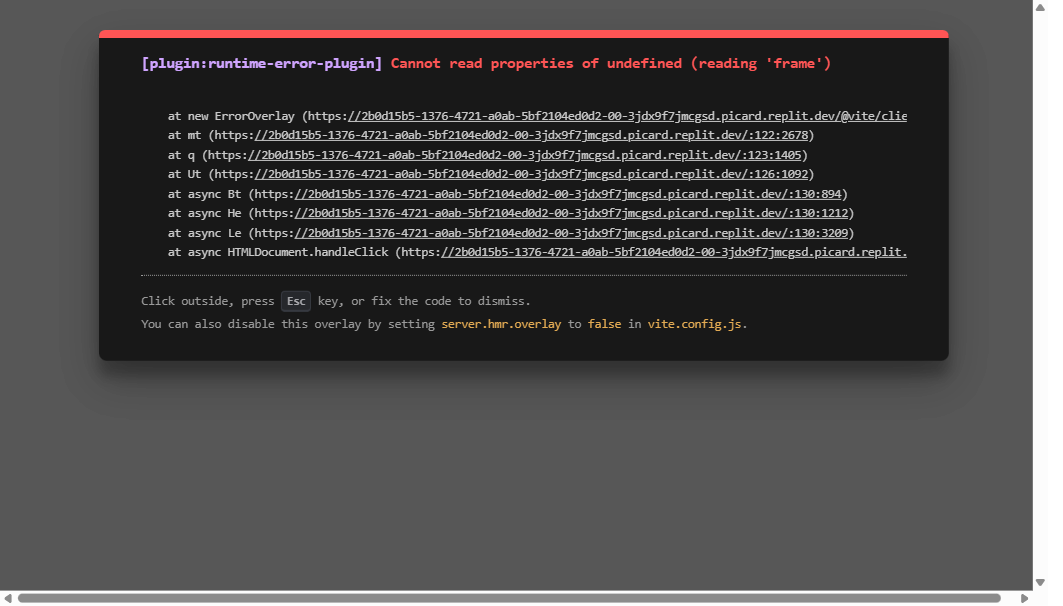 [plugin:runtime-error-plugin] Cannot read properties of undefined (reading 'frame')
at new ErrorOverlay (https://2b0d15b5-1376-4721-a0ab-5bf2104ed0d2-00-3jdx9f7jmcgsd.picard.replit.dev/@vite/clie
at mt (https://2b0d15b5-1376-4721-a0ab-5bf2104ed0d2-00-3jdx9f7jmcgsd.picard.replit.dev/:122:2678)
at q (https://2b0d15b5-1376-4721-a0ab-5bf2104ed0d2-00-3jdx9f7jmcgsd.picard.replit.dev/:123:1405)
at Ut (https://2b0d15b5-1376-4721-a0ab-5bf2104ed0d2-00-3jdx9f7jmcgsd.picard.replit.dev/:126:1092)
at async Bt (https://2b0d15b5-1376-4721-a0ab-5bf2104ed0d2-00-3jdx9f7jmcgsd.picard.replit.dev/:130:894)
at async He (https://2b0d15b5-1376-4721-a0ab-5bf2104ed0d2-00-3jdx9f7jmcgsd.picard.replit.dev/:130:1212)
at async Le (https://2b0d15b5-1376-4721-a0ab-5bf2104ed0d2-00-3jdx9f7jmcgsd.picard.replit.dev/:130:3209)
at async HTMLDocument.handleClick (https://2b0d15b5-1376-4721-a0ab-5bf2104ed0d2-00-3jdx9f7jmcgsd.picard.replit.
Click outside, press Esc key, or fix the code to dismiss.
You can also disable this overlay by setting server.hmr.overlay to false in vite.config.js.